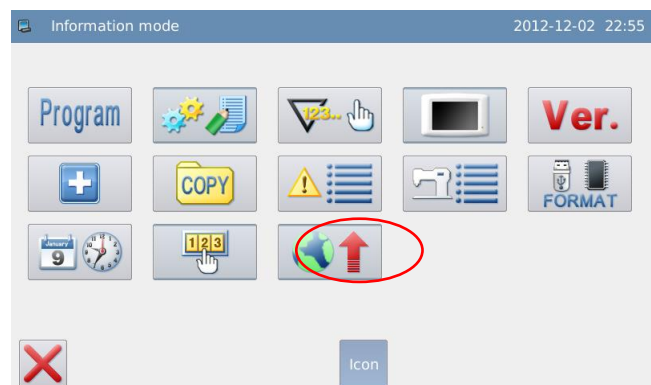 Information mode 2012-12-02 22:55
Program 123... Ver.
COPY FORMAT
January 9 123
Icon